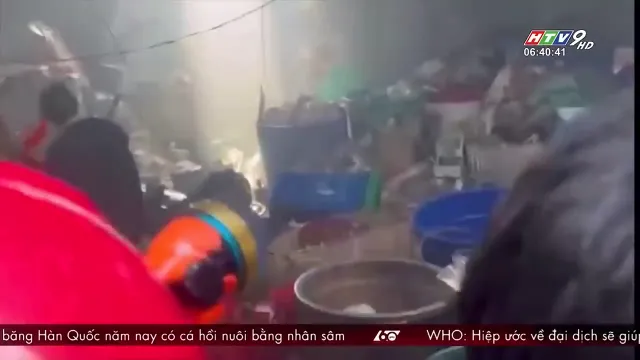 HTV9 HD
06:40:41
băng Hàn Quốc năm nay có cá hồi nuôi bằng nhân sâm 60 WHO: Hiệp ước về đại dịch sẽ giú